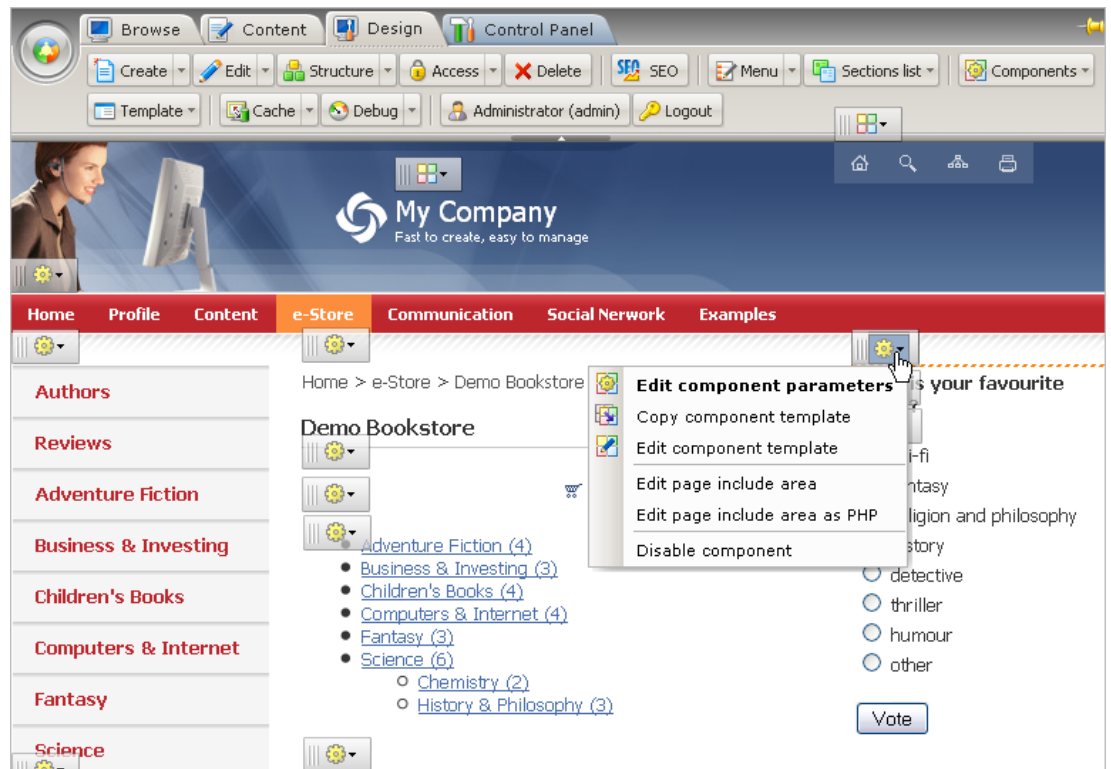 Browse Content Design Control Panel
Create Edit Structure Access Delete SEO SEO Menu Sections list Components
Template Cache Debug Administrator (admin) Logout
My Company
Fast to create, easy to manage
Home Profile Content e-Store Communication Social Nerwork Examples
Home > e-Store > Demo Bookstore
Demo Bookstore
Authors
Reviews
Adventure Fiction
Business & Investing
Children's Books
Computers & Internet
Fantasy
Science
Adventure Fiction (4)
Business & Investing (3)
Children's Books (4)
Computers & Internet (4)
Fantasy (3)
Science (6)
Chemistry (2)
History & Philosophy (3)
Edit component parameters
Copy component template
Edit component template
Edit page include area
Edit page include area as PHP
Disable component
is your favourite
?
i-fi
ntasy
ligion and philosophy
story
detective
thriller
humour
other
Vote